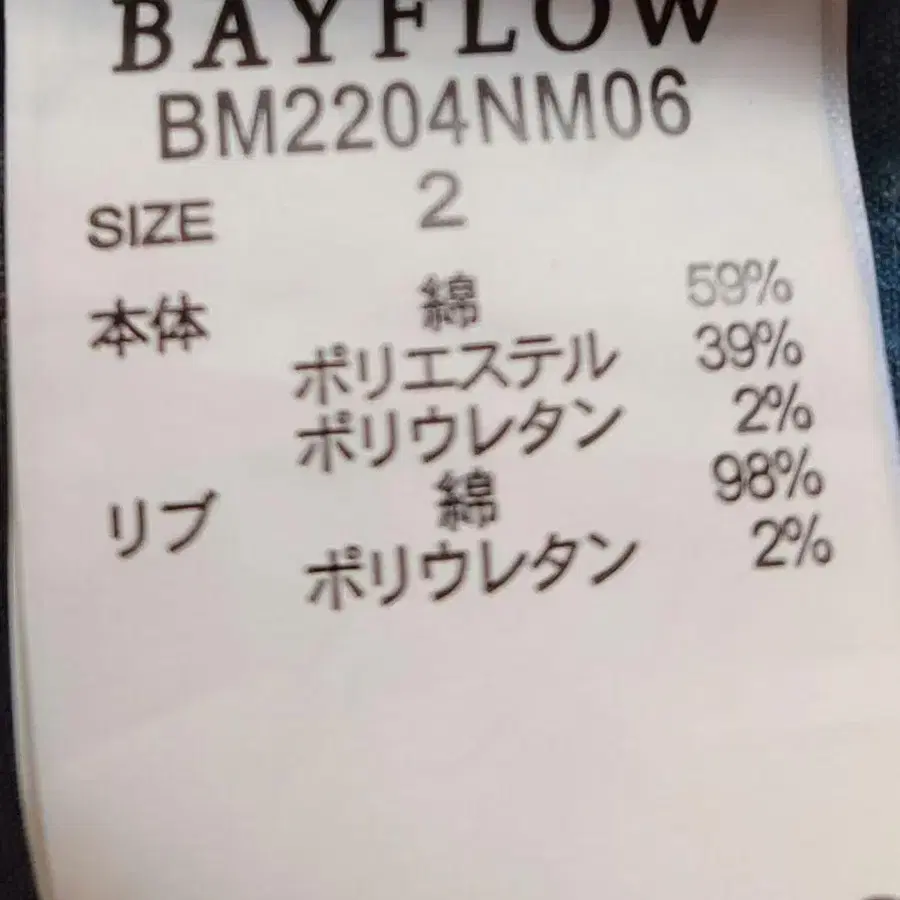 BAYFLOW
BM2204NM06
SIZE 2
本体 綿 59%
ポリエステル 39%
ポリウレタン 2%
リブ 綿 98%
ポリウレタン 2%